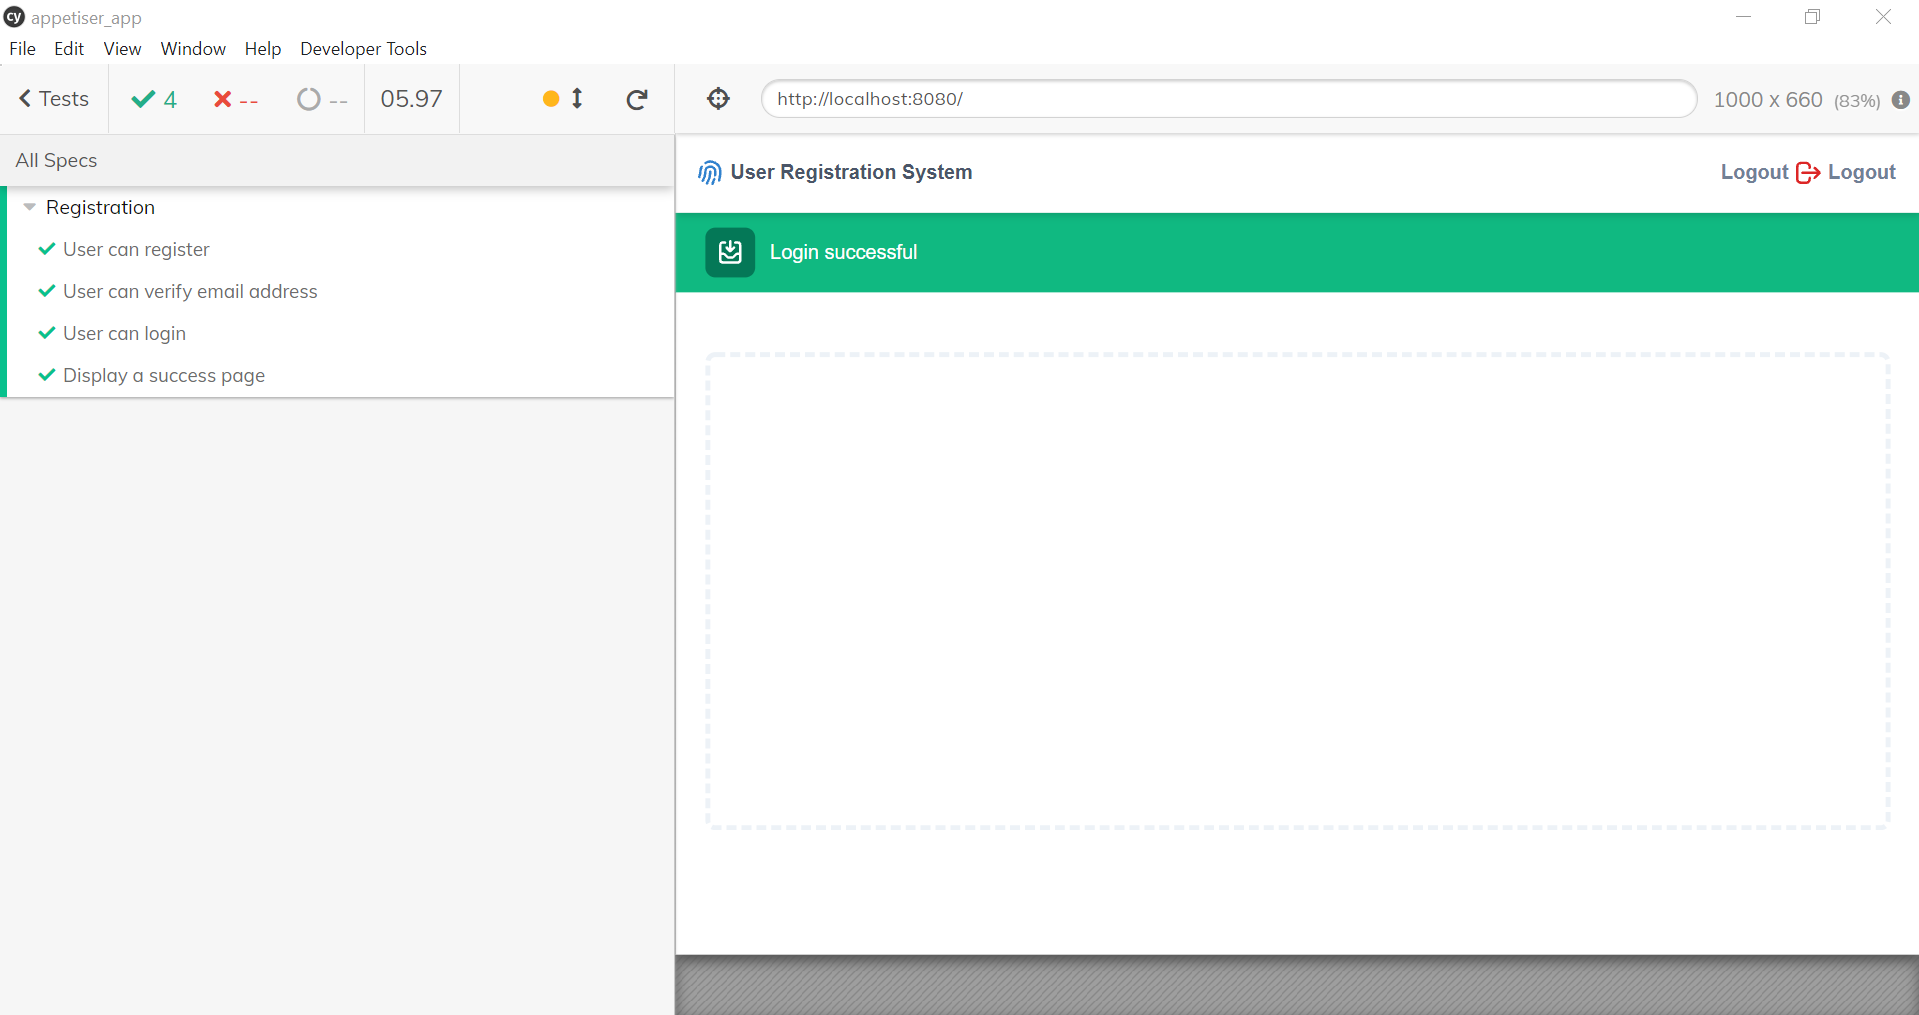 cy appetiser_app
File Edit View Window Help Developer Tools
Tests 4 -- -- 05.97 http://localhost:8080/ 1000 x 660 (83%) i
All Specs
Registration
User can register
User can verify email address
User can login
Display a success page
User Registration System Logout Logout
Login successful